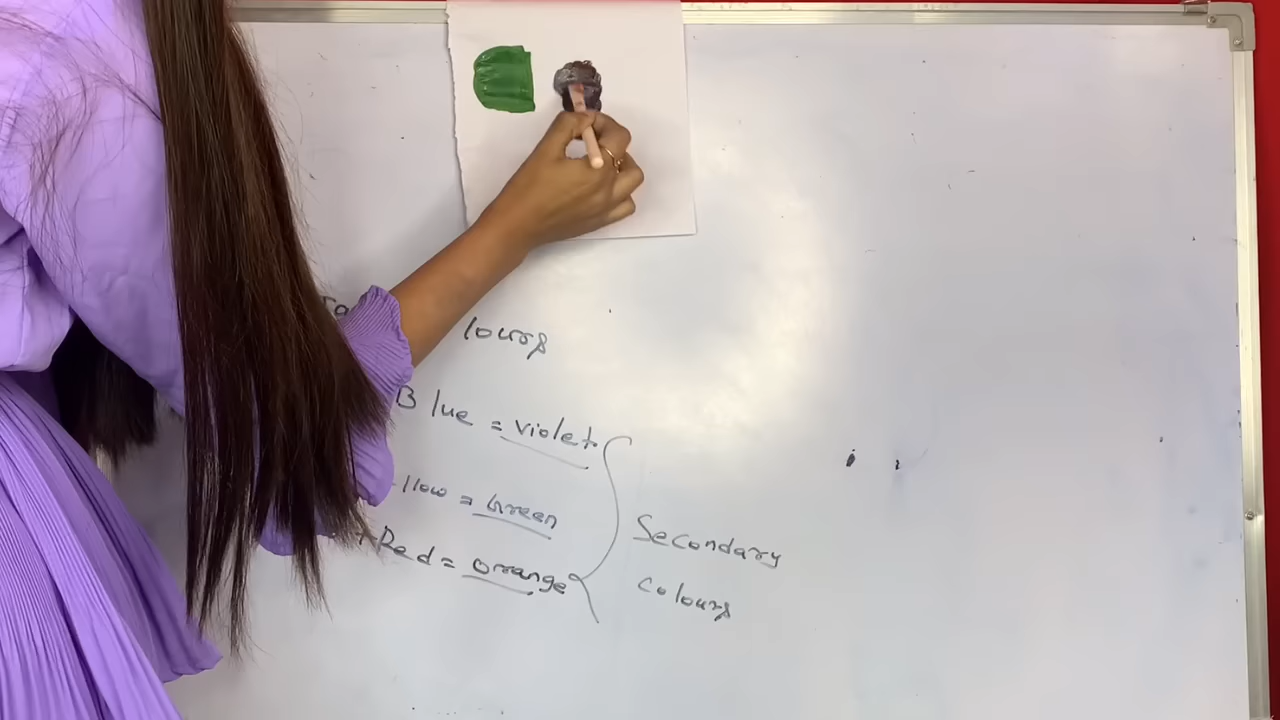 lours
Blue = violet
llow = Green
+Red = orange
Secondary
colours